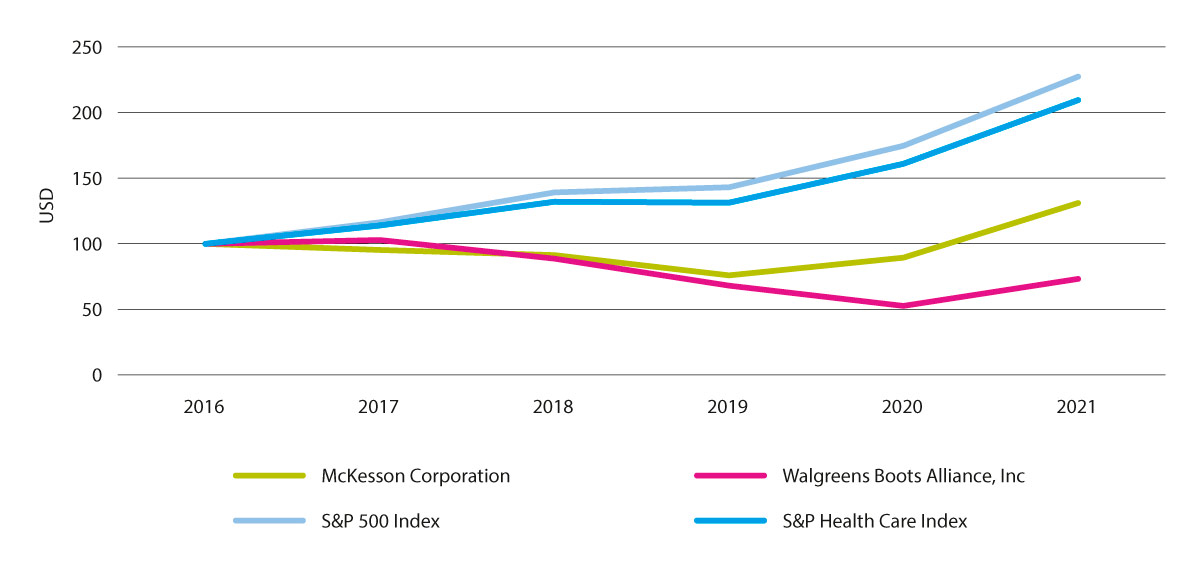 250
200
150
100
50
0
USD
2016 2017 2018 2019 2020 2021
McKesson Corporation Walgreens Boots Alliance, Inc
S&P 500 Index S&P Health Care Index